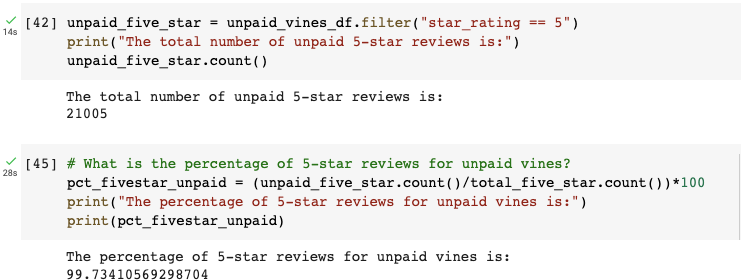 [42] unpaid_five_star = unpaid_vines_df.filter("star_rating == 5")
14s
print("The total number of unpaid 5-star reviews is:")
unpaid_five_star.count()
The total number of unpaid 5-star reviews is:
21005
[45] # What is the percentage of 5-star reviews for unpaid vines?
28s
pct_fivestar_unpaid = (unpaid_five_star.count()/total_five_star.count())*100
print("The percentage of 5-star reviews for unpaid vines is:")
print(pct_fivestar_unpaid)
The percentage of 5-star reviews for unpaid vines is:
99.73410569298704